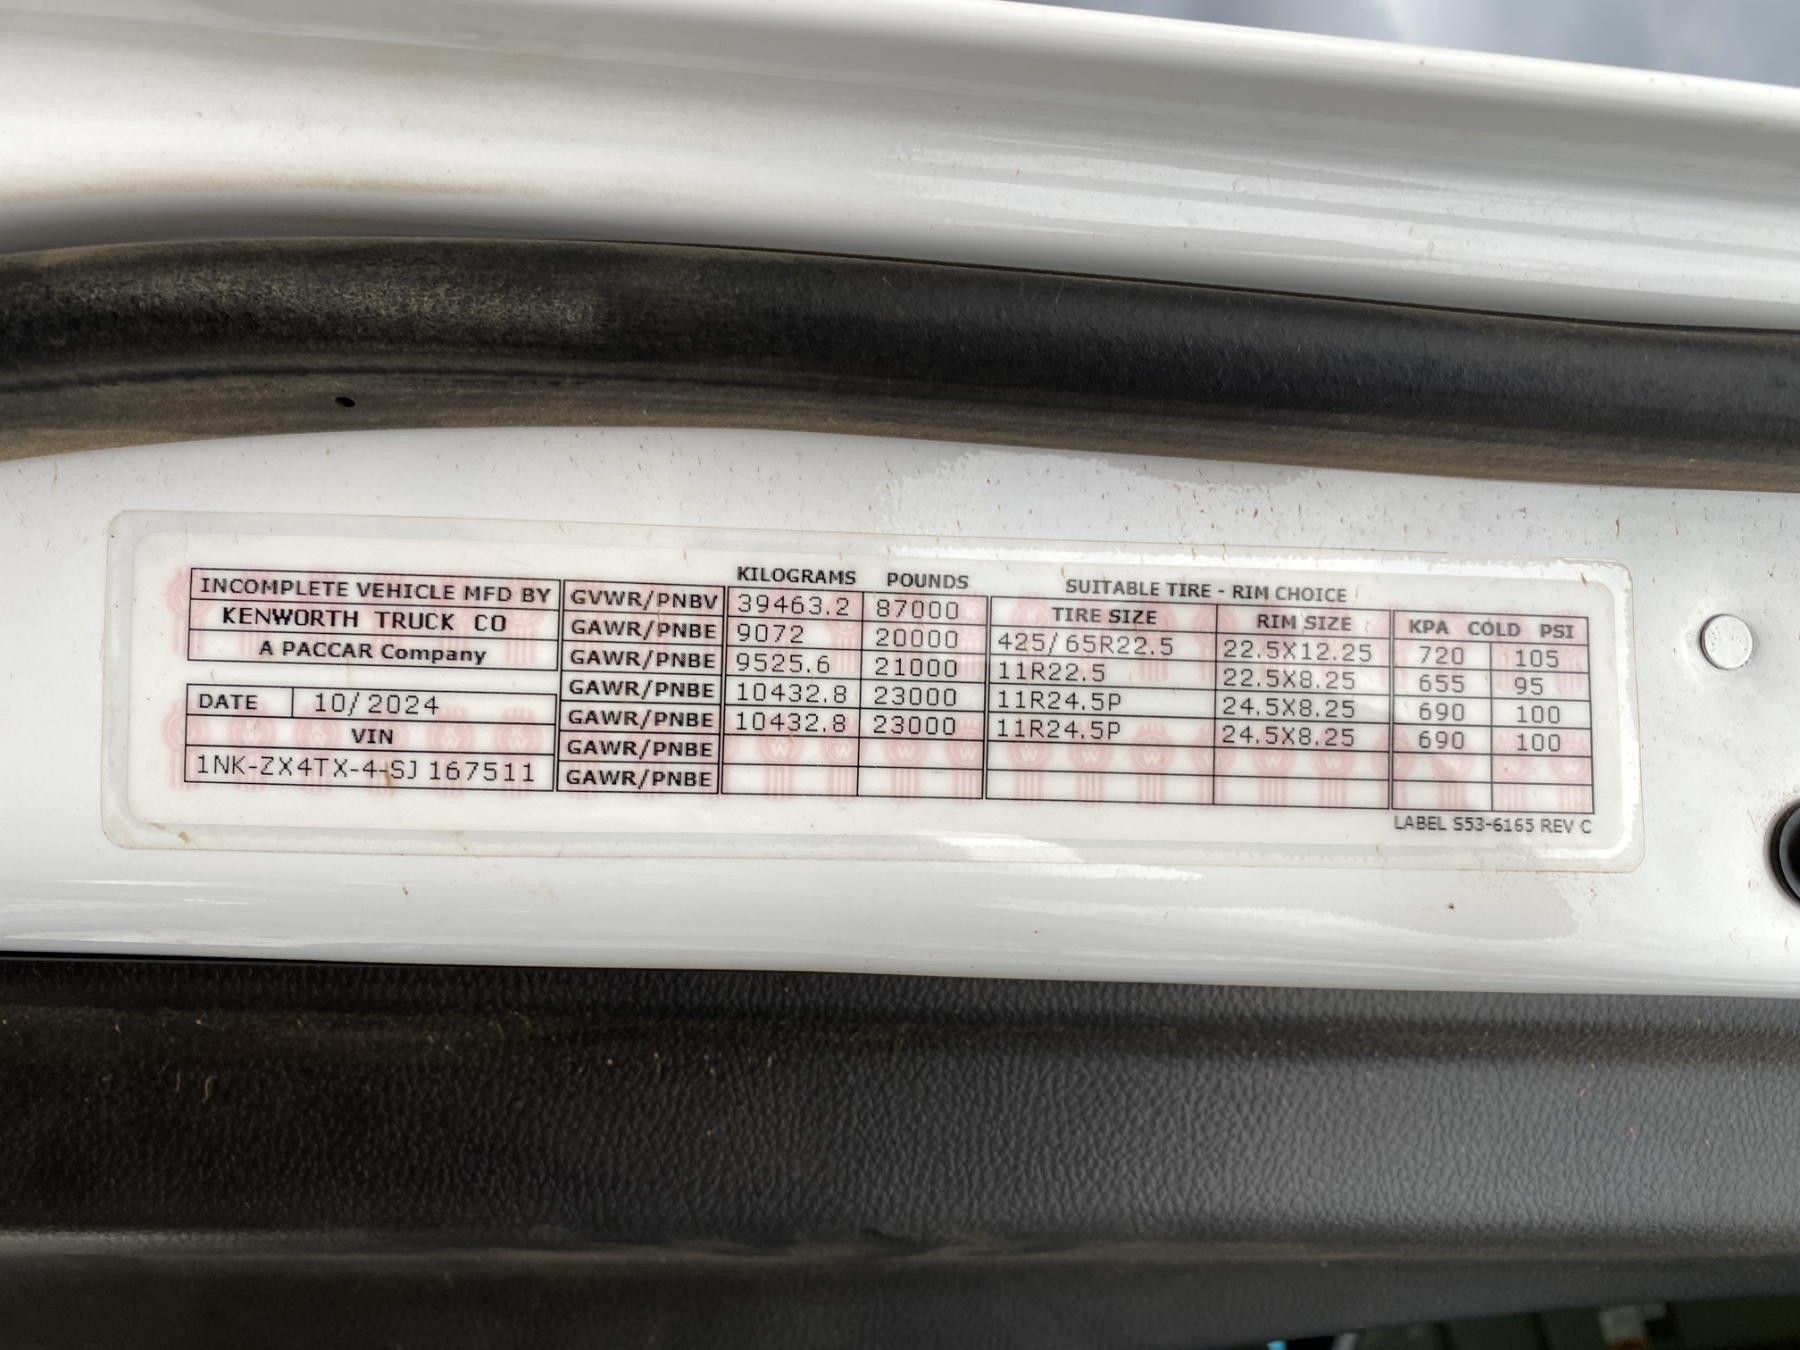 INCOMPLETE VEHICLE MFD BY
KENWORTH TRUCK CO
A PACCAR Company
DATE 10/2024
VIN
1NK-ZX4TX-4-SJ167511
KILOGRAMS POUNDS SUITABLE TIRE - RIM CHOICE
GVWR/PNBV 39463.2 87000 TIRE SIZE RIM SIZE KPA COLD PSI
GAWR/PNBE 9072 20000 425/65R22.5 22.5X12.25 720 105
GAWR/PNBE 9525.6 21000 11R22.5 22.5X8.25 655 95
GAWR/PNBE 10432.8 23000 11R24.5P 24.5X8.25 690 100
GAWR/PNBE 10432.8 23000 11R24.5P 24.5X8.25 690 100
GAWR/PNBE
GAWR/PNBE
LABEL S53-6165 REV C